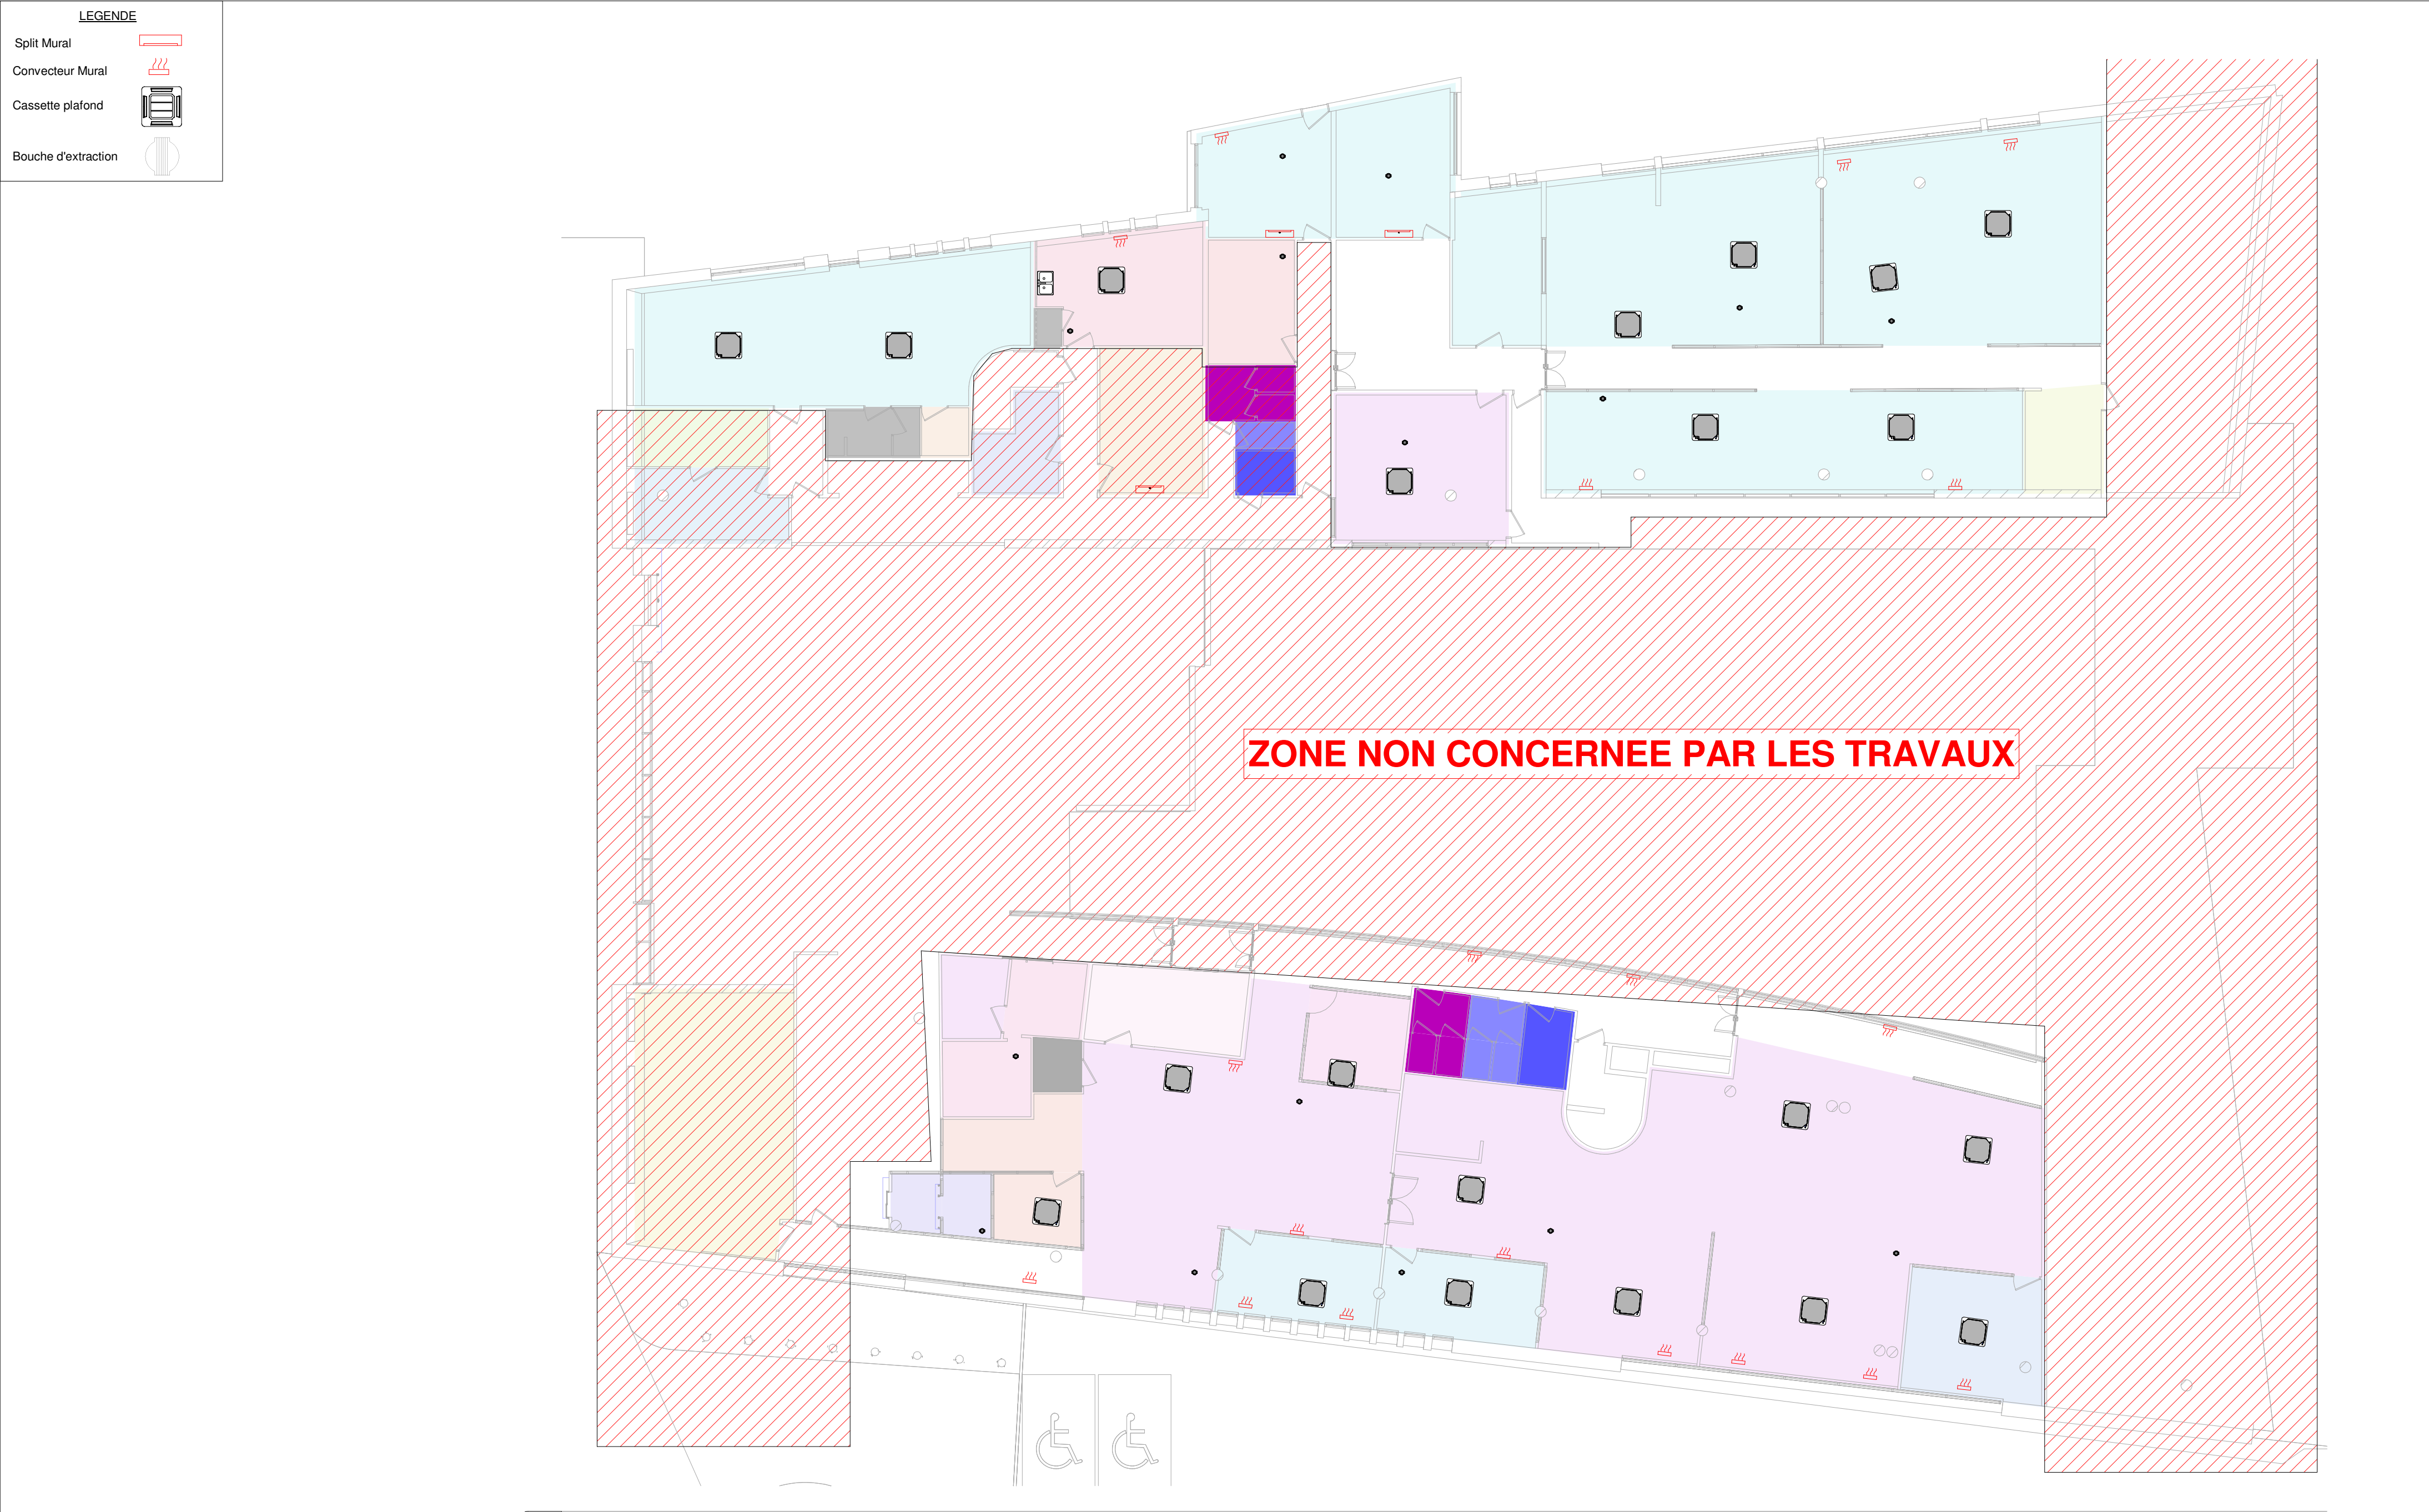 LEGENDE
Split Mural
Convecteur Mural
Cassette plafond
Bouche d'extraction
ZONE NON CONCERNEE PAR LES TRAVAUX